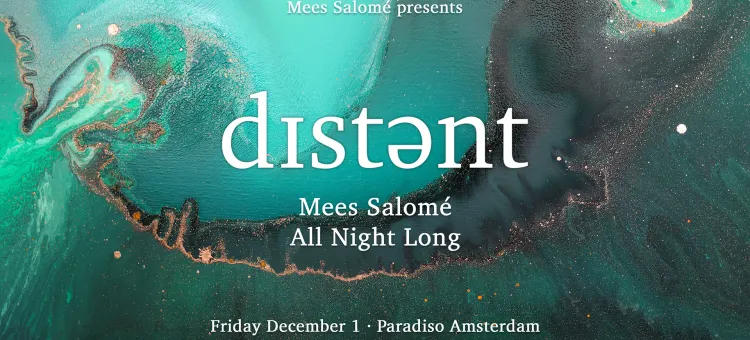 Mees Salomé presents
dıstənt
Mees Salomé
All Night Long
Friday December 1 · Paradiso Amsterdam